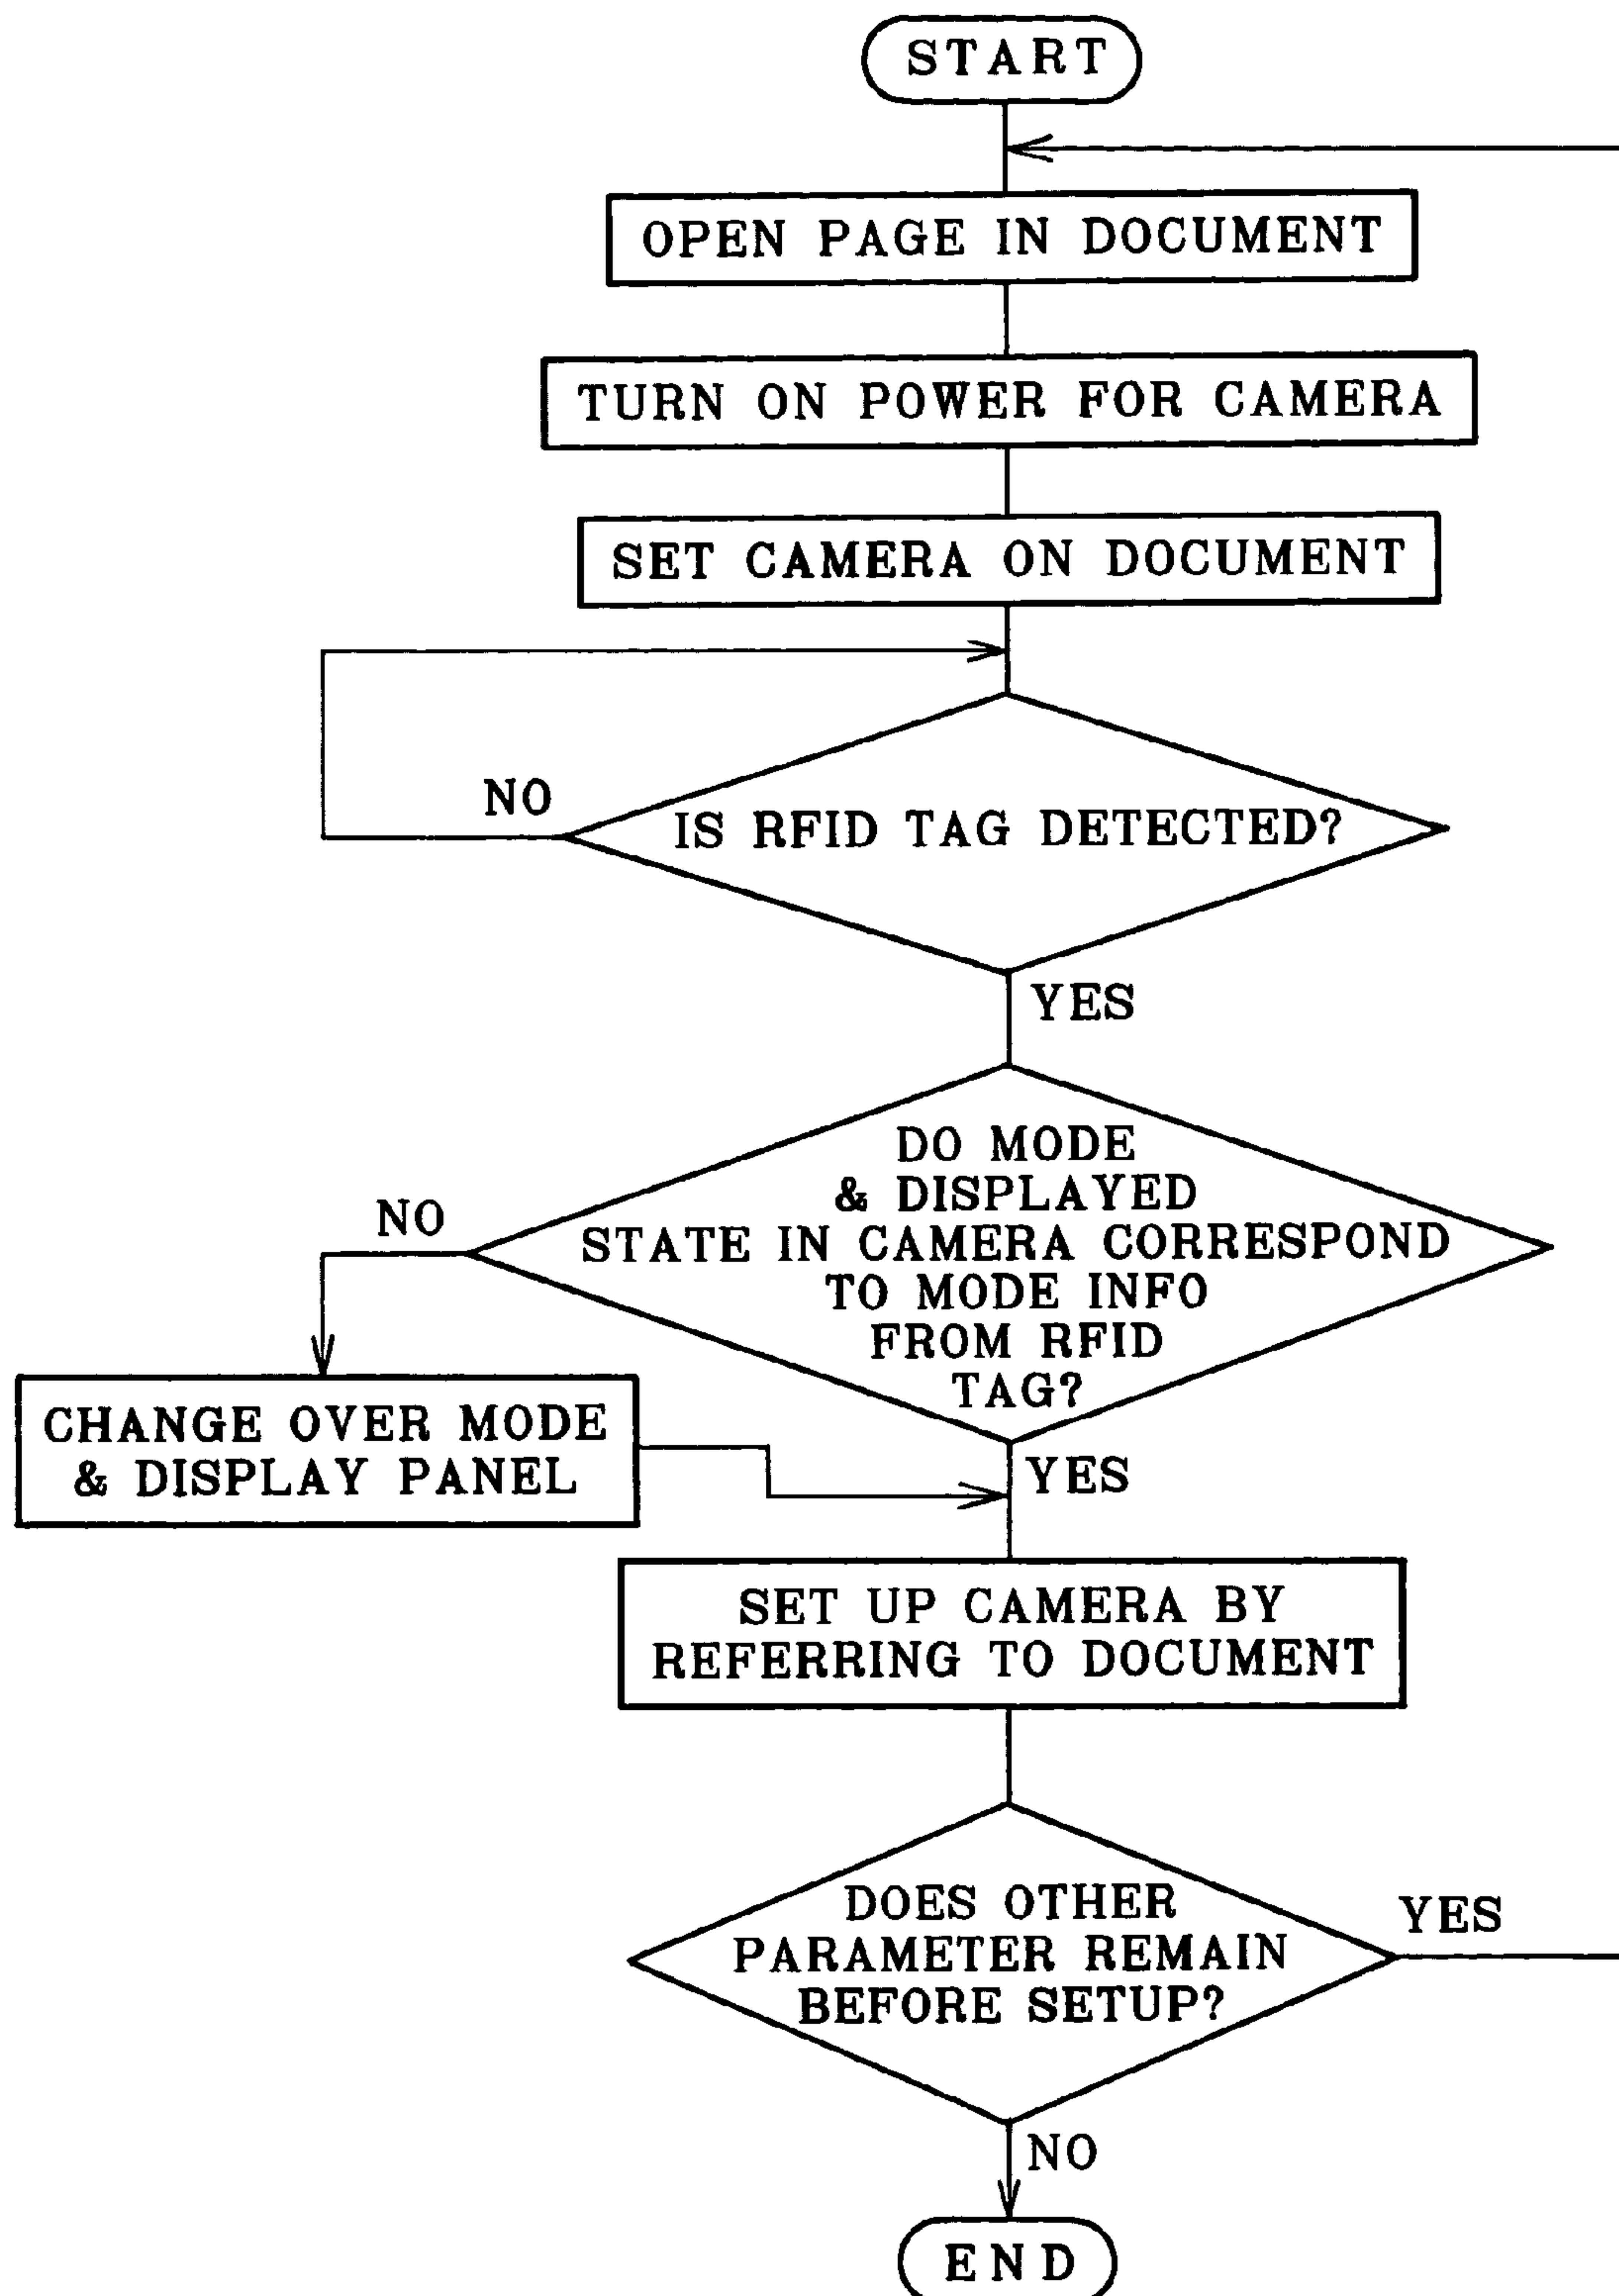 START
OPEN PAGE IN DOCUMENT
TURN ON POWER FOR CAMERA
SET CAMERA ON DOCUMENT
NO
IS RFID TAG DETECTED?
YES
DO MODE
& DISPLAYED
STATE IN CAMERA CORRESPOND
TO MODE INFO
FROM RFID
TAG?
NO
CHANGE OVER MODE
& DISPLAY PANEL
YES
SET UP CAMERA BY
REFERRING TO DOCUMENT
DOES OTHER
PARAMETER REMAIN
BEFORE SETUP?
YES
NO
END